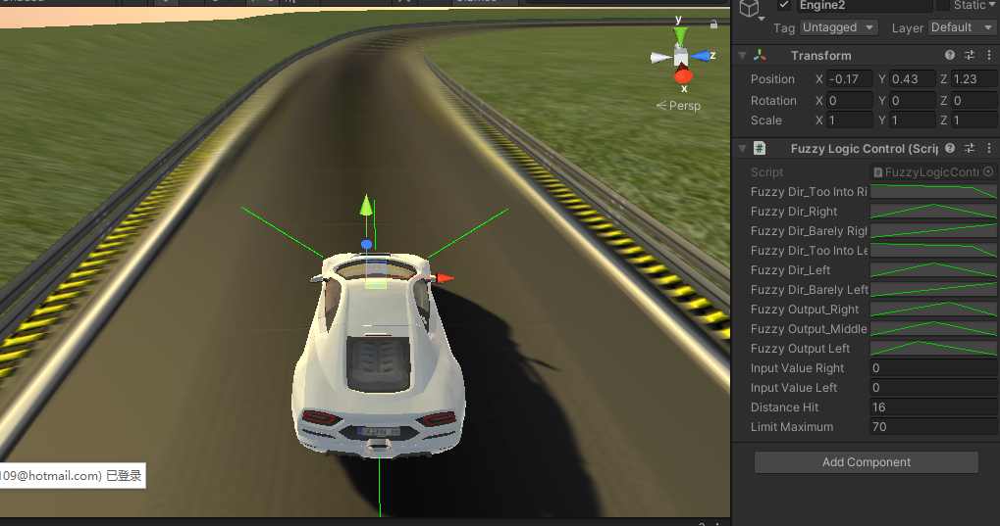 Engine2
Static
Tag Untagged Layer Default
y
z
x
Persp
Transform
Position X -0.17 Y 0.43 Z 1.23
Rotation X 0 Y 0 Z 0
Scale X 1 Y 1 Z 1
# Fuzzy Logic Control (Scrip
Script # FuzzyLogicContr
Fuzzy Dir_Too Into Ri
Fuzzy Dir_Right
Fuzzy Dir_Barely Righ
Fuzzy Dir_Too Into Le
Fuzzy Dir_Left
Fuzzy Dir_Barely Left
Fuzzy Output_Right
Fuzzy Output_Middle
Fuzzy Output Left
Input Value Right 0
Input Value Left 0
Distance Hit 16
Limit Maximum 70
Add Component
109@hotmail.com) 已登录